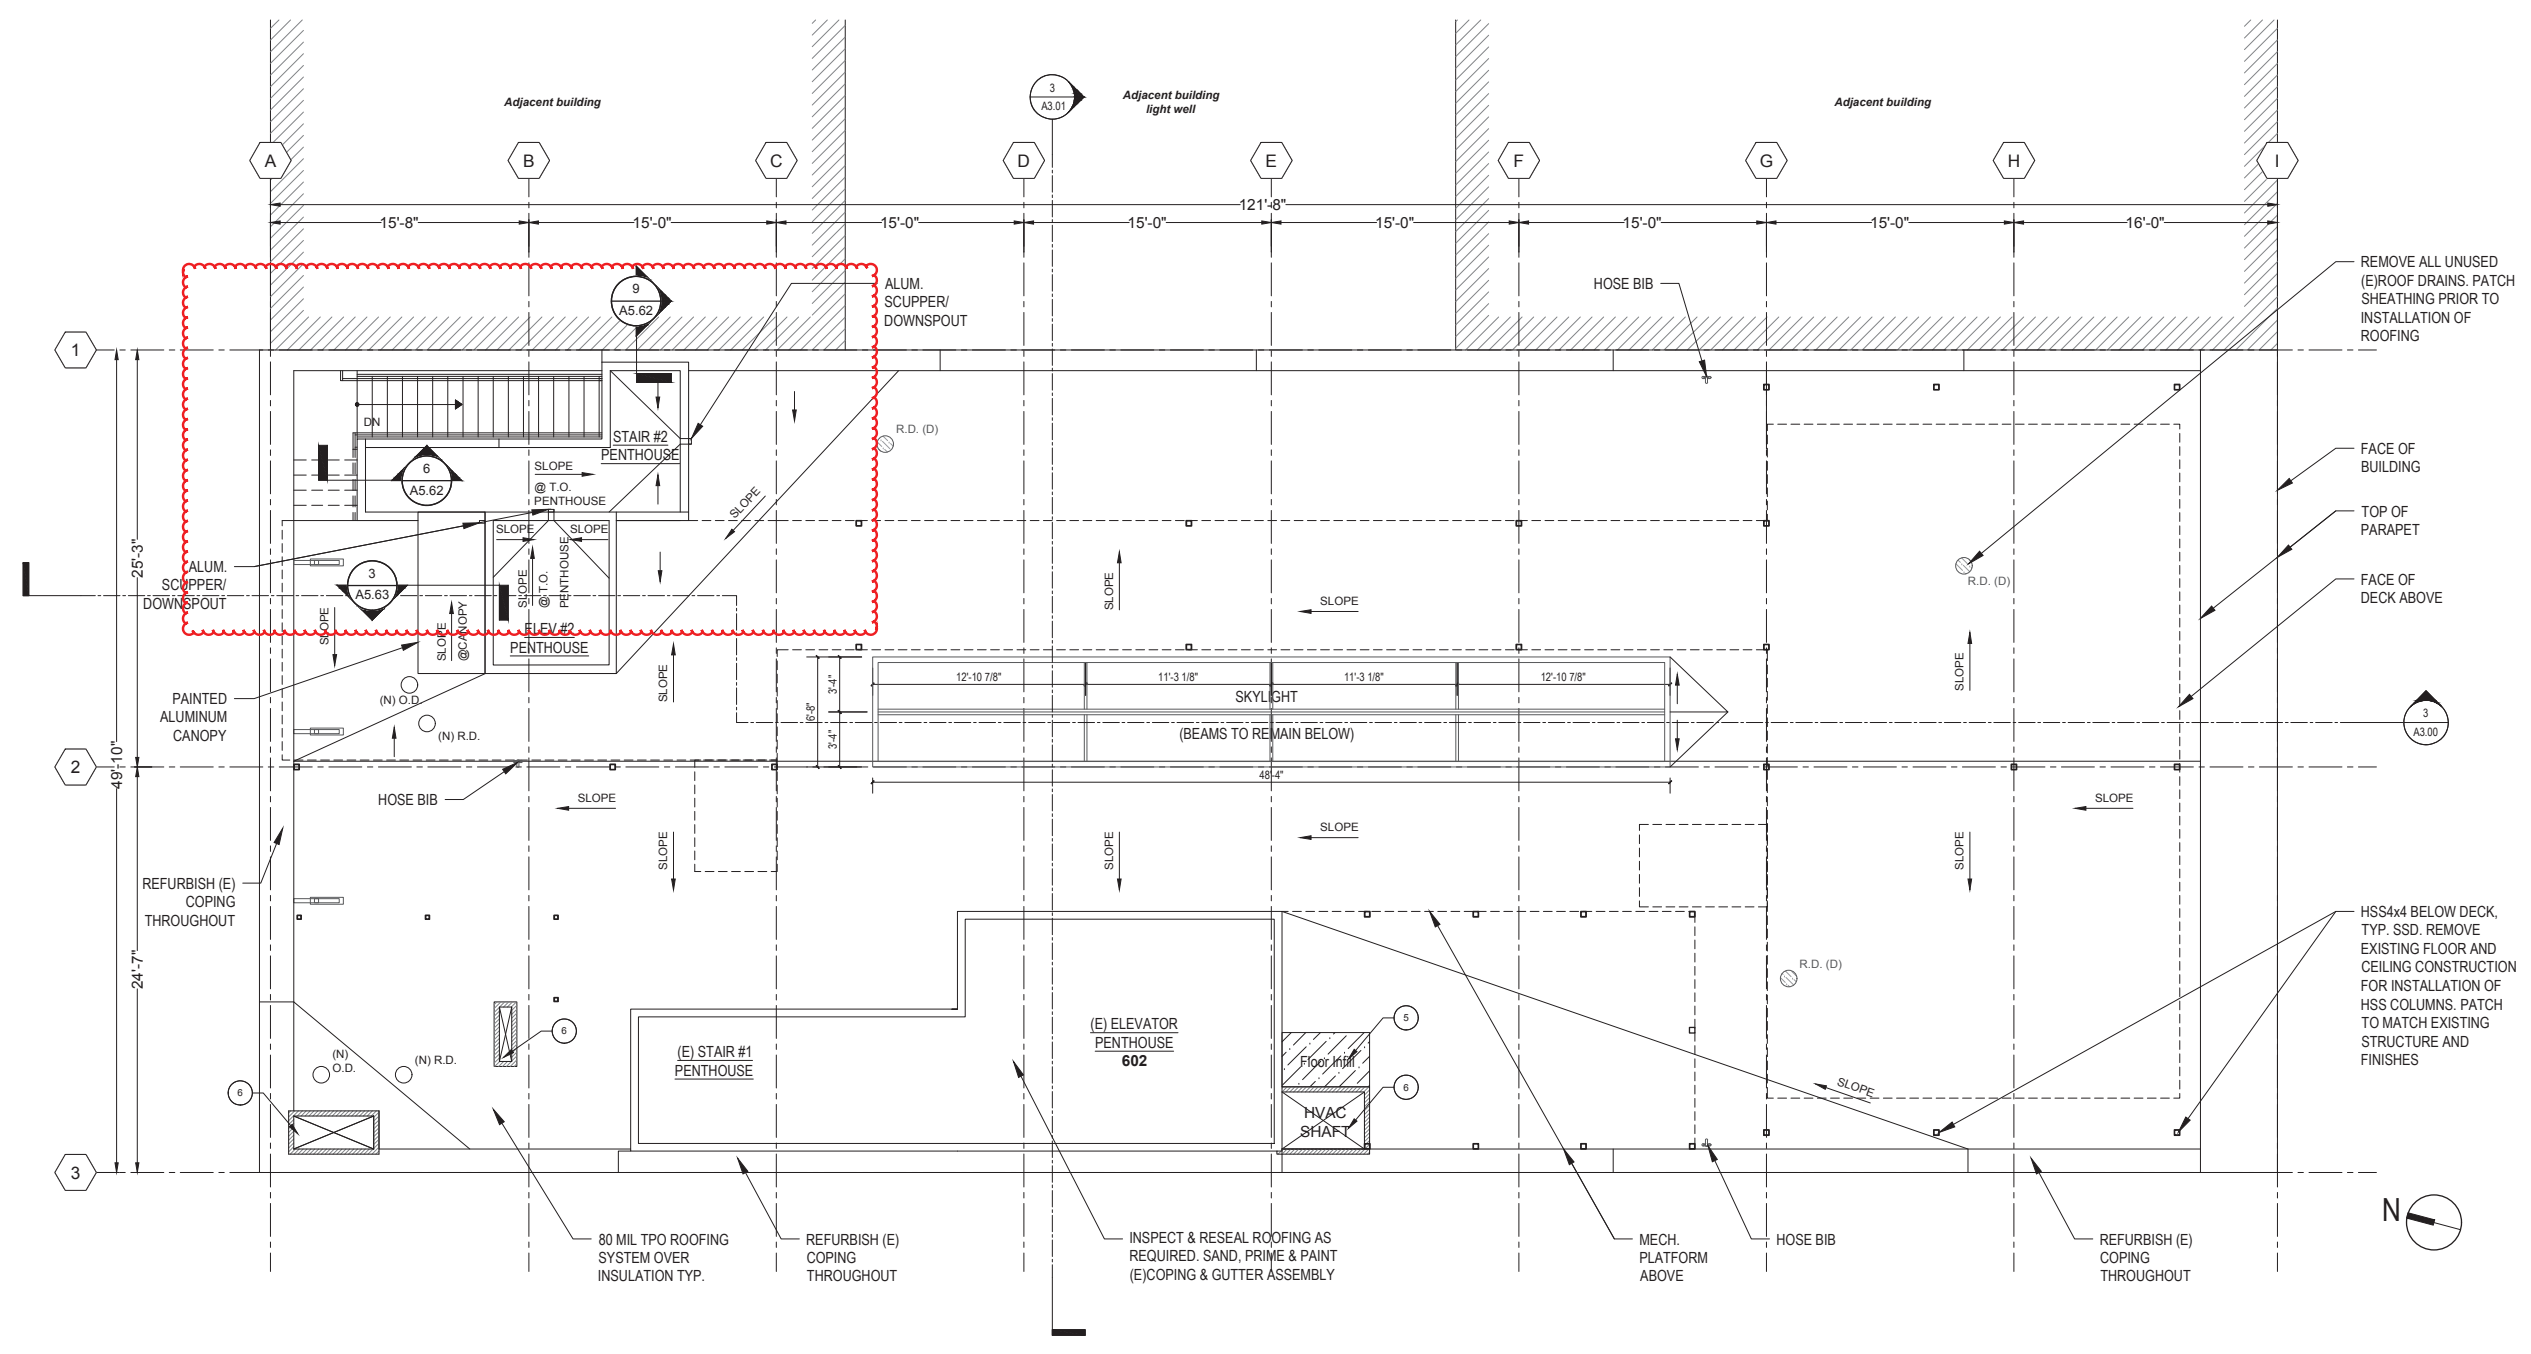 Adjacent building
3
A3.01
Adjacent building
light well
Adjacent building
A
B
C
D
E
F
G
H
I
121'-8"
15'-8"
15'-0"
15'-0"
15'-0"
15'-0"
15'-0"
15'-0"
16'-0"
9
A5.62
ALUM.
SCUPPER/
DOWNSPOUT
HOSE BIB
REMOVE ALL UNUSED
(E)ROOF DRAINS. PATCH
SHEATHING PRIOR TO
INSTALLATION OF
ROOFING
1
DN
STAIR #2
PENTHOUSE
R.D. (D)
6
A5.62
SLOPE
@ T.O.
PENTHOUSE
SLOPE
SLOPE
SLOPE
FACE OF
BUILDING
TOP OF
PARAPET
25'-3"
ALUM.
SCUPPER/
DOWNSPOUT
3
A5.63
SLOPE
@ T.O.
PENTHOUSE
SLOPE
SLOPE
@CANOPY
SLOPE
SLOPE
R.D. (D)
FACE OF
DECK ABOVE
ELEV #2
PENTHOUSE
SLOPE
SLOPE
PAINTED
ALUMINUM
CANOPY
(N) O.D.
(N) R.D.
6'-8"
3'-4"
3'-4"
12'-10 7/8"
11'-3 1/8"
11'-3 1/8"
12'-10 7/8"
SKYLIGHT
(BEAMS TO REMAIN BELOW)
48'-4"
3
A3.00
2
49'-10"
HOSE BIB
SLOPE
SLOPE
SLOPE
SLOPE
SLOPE
SLOPE
REFURBISH (E)
COPING
THROUGHOUT
24'-7"
HSS4x4 BELOW DECK,
TYP. SSD. REMOVE
EXISTING FLOOR AND
CEILING CONSTRUCTION
FOR INSTALLATION OF
HSS COLUMNS. PATCH
TO MATCH EXISTING
STRUCTURE AND
FINISHES
R.D. (D)
6
(E) STAIR #1
PENTHOUSE
(E) ELEVATOR
PENTHOUSE
602
5
Floor Infill
6
HVAC
SHAFT
SLOPE
(N)
O.D.
(N) R.D.
6
3
80 MIL TPO ROOFING
SYSTEM OVER
INSULATION TYP.
REFURBISH (E)
COPING
THROUGHOUT
INSPECT & RESEAL ROOFING AS
REQUIRED. SAND, PRIME & PAINT
(E)COPING & GUTTER ASSEMBLY
MECH.
PLATFORM
ABOVE
HOSE BIB
REFURBISH (E)
COPING
THROUGHOUT
N